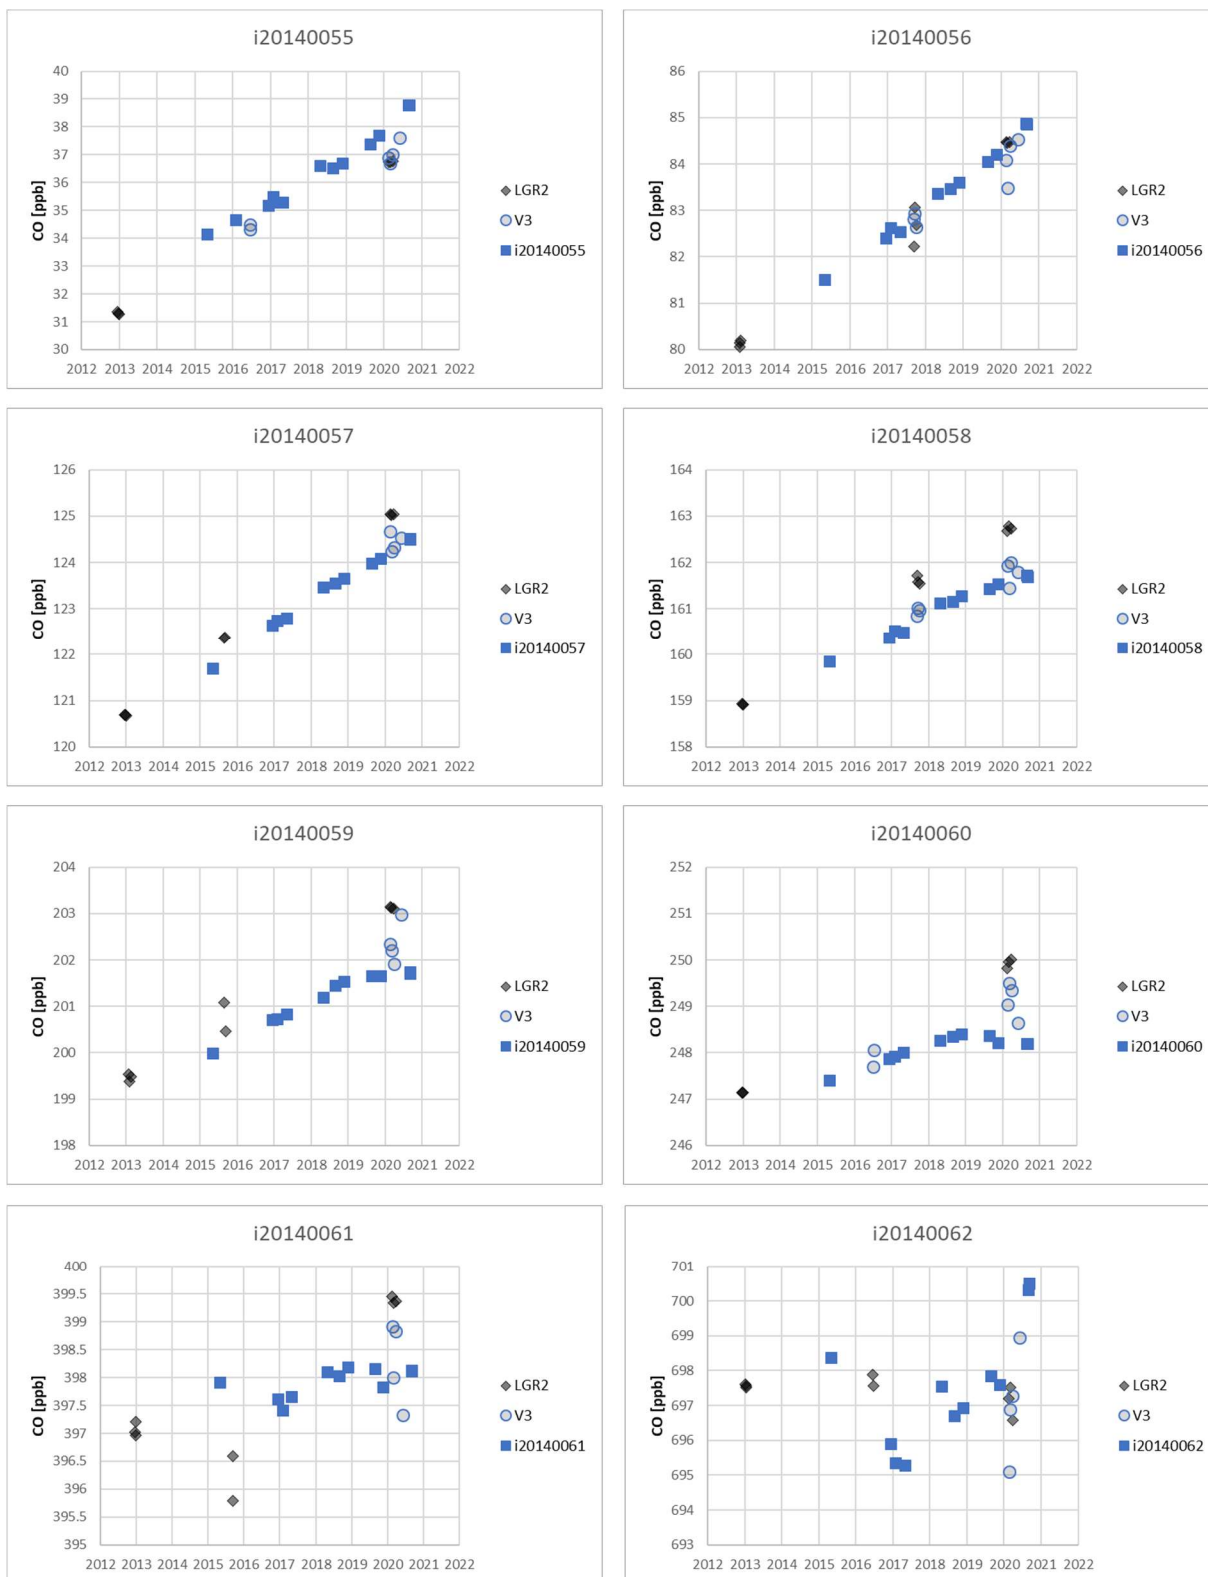 i20140055
40
39
38
37
36
35
34
33
32
31
30
CO [ppb]
2012 2013 2014 2015 2016 2017 2018 2019 2020 2021 2022
LGR2
V3
i20140055
i20140056
86
85
84
83
82
81
80
CO [ppb]
2012 2013 2014 2015 2016 2017 2018 2019 2020 2021 2022
LGR2
V3
i20140056
i20140057
126
125
124
123
122
121
120
CO [ppb]
2012 2013 2014 2015 2016 2017 2018 2019 2020 2021 2022
LGR2
V3
i20140057
i20140058
164
163
162
161
160
159
158
CO [ppb]
2012 2013 2014 2015 2016 2017 2018 2019 2020 2021 2022
LGR2
V3
i20140058
i20140059
204
203
202
201
200
199
198
CO [ppb]
2012 2013 2014 2015 2016 2017 2018 2019 2020 2021 2022
LGR2
V3
i20140059
i20140060
252
251
250
249
248
247
246
CO [ppb]
2012 2013 2014 2015 2016 2017 2018 2019 2020 2021 2022
LGR2
V3
i20140060
i20140061
400
399.5
399
398.5
398
397.5
397
396.5
396
395.5
395
CO [ppb]
2012 2013 2014 2015 2016 2017 2018 2019 2020 2021 2022
LGR2
V3
i20140061
i20140062
701
700
699
698
697
696
695
694
693
CO [ppb]
2012 2013 2014 2015 2016 2017 2018 2019 2020 2021 2022
LGR2
V3
i20140062